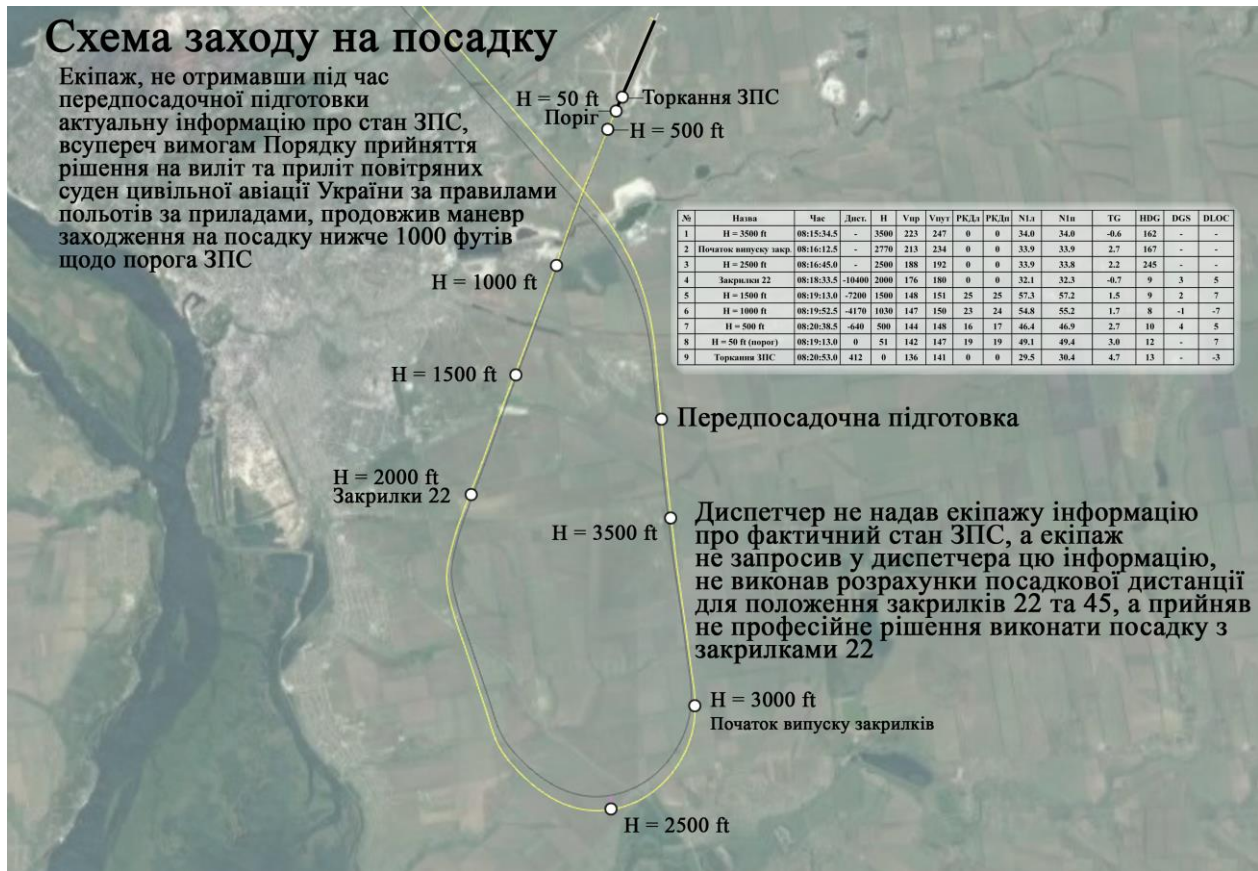 Схема заходу на посадку
Екіпаж, не отримавши під час
передпосадочної підготовки
актуальну інформацію про стан ЗПС,
всупереч вимогам Порядку прийняття
рішення на виліт та приліт повітряних
суден цивільної авіації України за правилами
польотів за приладами, продовжив маневр
заходження на посадку нижче 1000 футів
щодо порога ЗПС
H = 50 ft
Торкання ЗПС
Поріг
H = 500 ft
№ Назва Час Дист. H Vпр Vпут РКДл РКДп N1л N1п TG HDG DGS DLOC
1 H = 3500 ft 08:15:34.5 - 3500 223 247 0 0 34.0 34.0 -0.6 162 - -
2 Початок випуску закр. 08:16:12.5 - 2770 213 234 0 0 33.9 33.9 2.7 167 - -
3 H = 2500 ft 08:16:45.0 - 2500 188 192 0 0 33.9 33.8 2.2 245 - -
4 Закрилки 22 08:18:33.5 -10400 2000 176 180 0 0 32.1 32.3 -0.7 9 3 5
5 H = 1500 ft 08:19:13.0 -7200 1500 148 151 25 25 57.3 57.2 1.5 9 2 7
6 H = 1000 ft 08:19:52.5 -4170 1030 147 150 23 24 54.8 55.2 1.7 8 -1 -7
7 H = 500 ft 08:20:38.5 -640 500 144 148 16 17 46.4 46.9 2.7 10 4 5
8 H = 50 ft (порог) 08:19:13.0 0 51 142 147 19 19 49.1 49.4 3.0 12 - 7
9 Торкання ЗПС 08:20:53.0 412 0 136 141 0 0 29.5 30.4 4.7 13 - -3
H = 1000 ft
H = 1500 ft
Передпосадочна підготовка
H = 2000 ft
Закрилки 22
H = 3500 ft
Диспетчер не надав екіпажу інформацію
про фактичний стан ЗПС, а екіпаж
не запросив у диспетчера цю інформацію,
не виконав розрахунки посадкової дистанції
для положення закрилків 22 та 45, а прийняв
не професійне рішення виконати посадку з
закрилками 22
H = 3000 ft
Початок випуску закрилків
H = 2500 ft